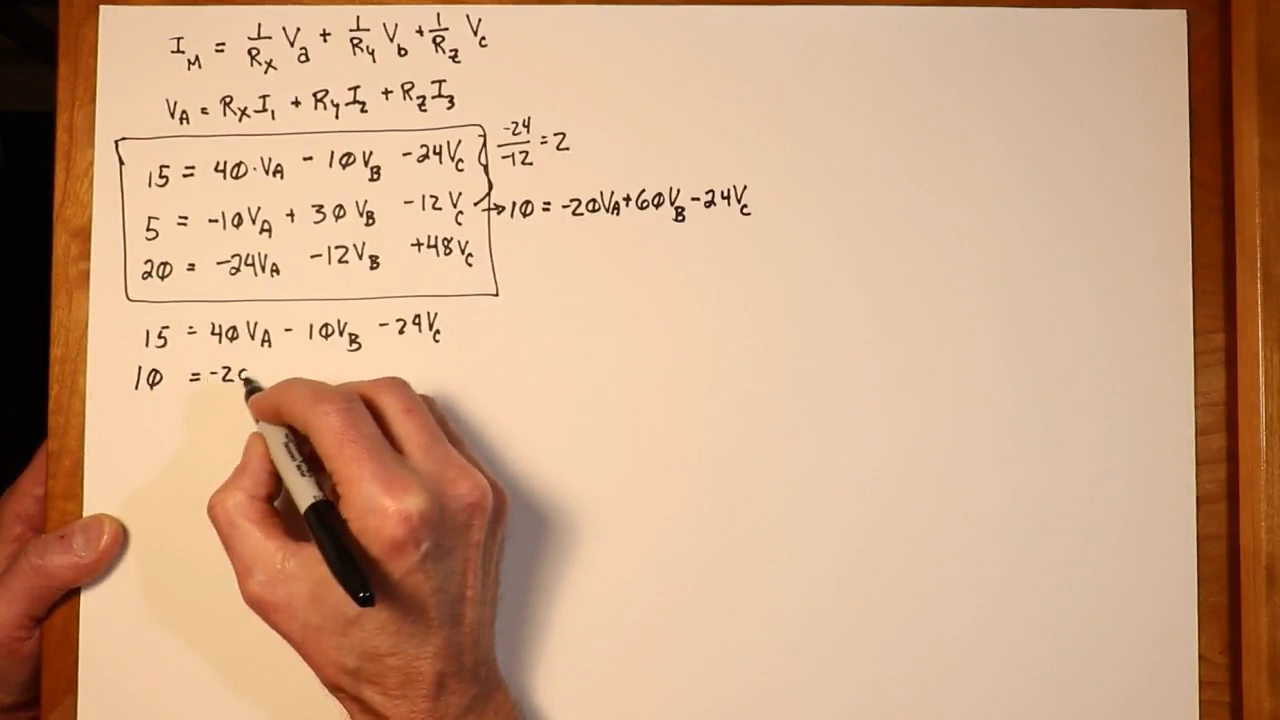 I_M = 1/R_X V_a + 1/R_Y V_b + 1/R_Z V_c
V_A = R_X I_1 + R_Y I_2 + R_Z I_3
15 = 40·V_A - 10V_B - 24V_C
-24/-12 = 2
5 = -10V_A + 30V_B - 12V_C → 10 = -20V_A + 60V_B - 24V_C
20 = -24V_A - 12V_B + 48V_C
15 = 40V_A - 10V_B - 24V_C
10 = -20